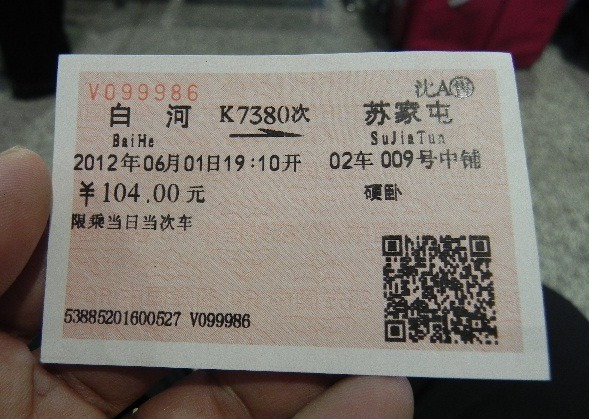 V099986 沈A
白河 K7380次 苏家屯
BaiHe SuJiaTun
2012年06月01日19:10开 02车 009号中铺
￥104.00元 硬卧
限乘当日当次车
53885201600527 V099986